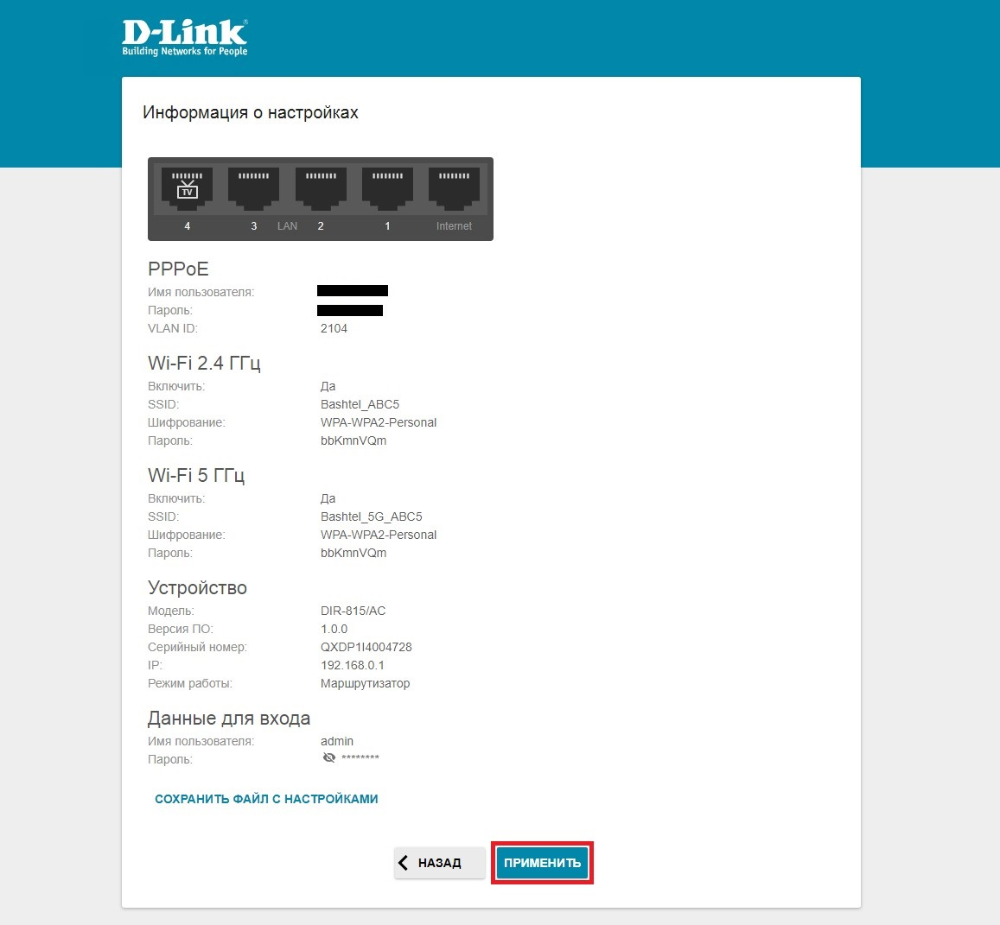 D-Link
Building Networks for People
Информация о настройках
TV
4 3 LAN 2 1 Internet
PPPoE
Имя пользователя:
Пароль:
VLAN ID: 2104
Wi-Fi 2.4 ГГц
Включить: Да
SSID: Bashtel_ABC5
Шифрование: WPA-WPA2-Personal
Пароль: bbKmnVQm
Wi-Fi 5 ГГц
Включить: Да
SSID: Bashtel_5G_ABC5
Шифрование: WPA-WPA2-Personal
Пароль: bbKmnVQm
Устройство
Модель: DIR-815/AC
Версия ПО: 1.0.0
Серийный номер: QXDP1I4004728
IP: 192.168.0.1
Режим работы: Маршрутизатор
Данные для входа
Имя пользователя: admin
Пароль: ********
СОХРАНИТЬ ФАЙЛ С НАСТРОЙКАМИ
НАЗАД ПРИМЕНИТЬ